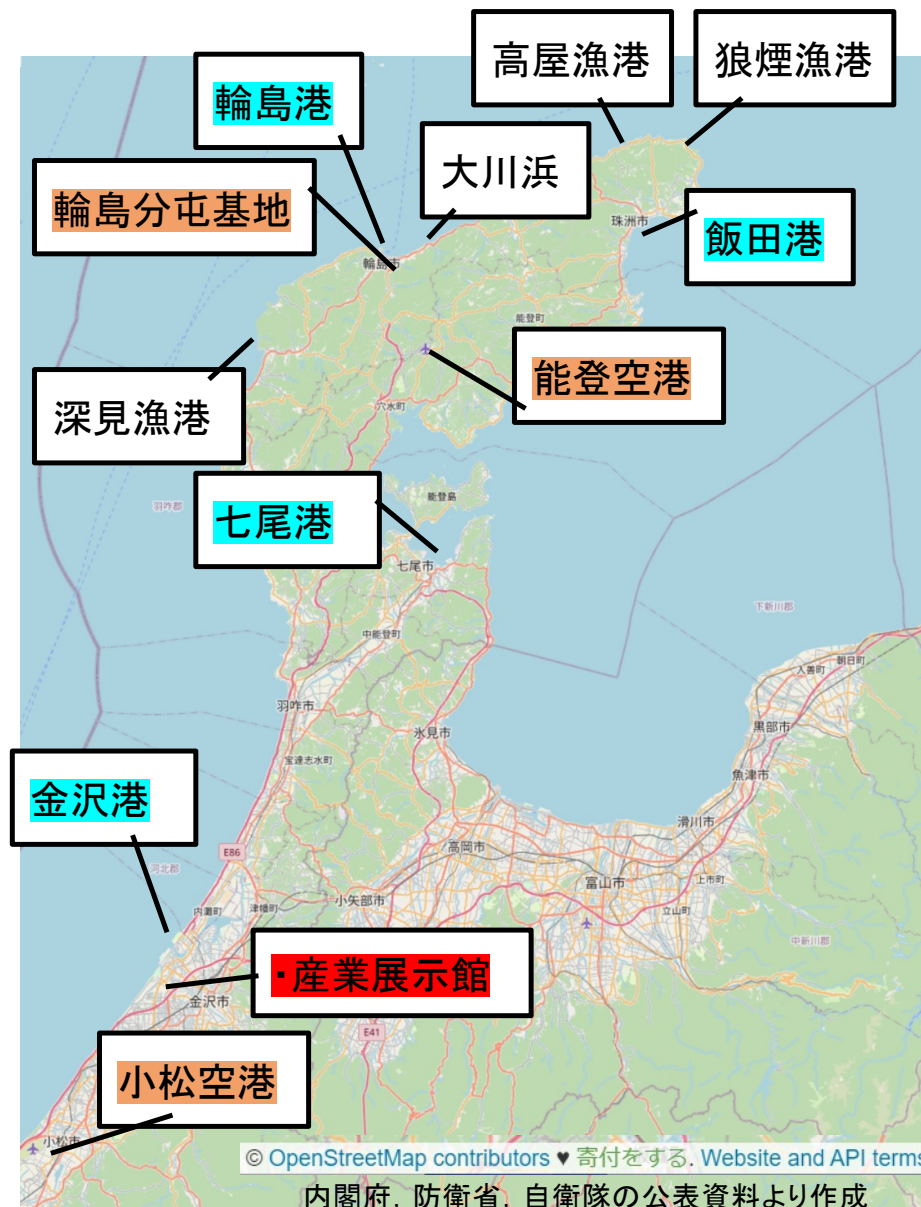 高屋漁港
狼煙漁港
輪島港
大川浜
輪島分屯基地
珠洲市
飯田港
輪島市
能登町
能登空港
深見漁港
穴水町
能登島
羽咋郡
七尾港
七尾市
下新川郡
中能登町
朝日町
入善町
羽咋市
黒部市
氷見市
宝達志水町
魚津市
金沢港
滑川市
高岡市
E86
河北郡
富山市
上市町
小矢部市
内灘町
津幡町
立山町
中新川郡
・産業展示館
金沢市
E41
小松空港
小松市
© OpenStreetMap contributors ♥ 寄付をする. Website and API terms
内閣府，防衛省，自衛隊の公表資料より作成